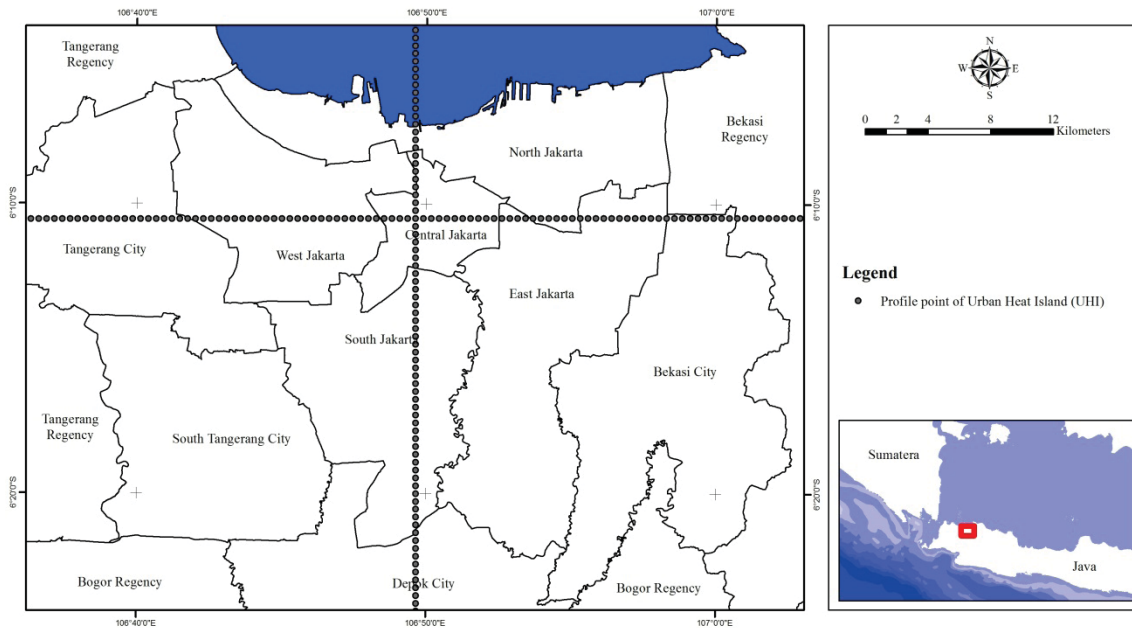 106°40'0"E
106°50'0"E
107°0'0"E
Tangerang
Regency
Bekasi
Regency
North Jakarta
6°10'0"S
6°10'0"S
Tangerang City
West Jakarta
Central Jakarta
East Jakarta
South Jakarta
Bekasi City
Tangerang
Regency
South Tangerang City
6°20'0"S
6°20'0"S
Bogor Regency
Depok City
Bogor Regency
106°40'0"E
106°50'0"E
107°0'0"E
N
W
E
S
0 2 4 8 12
Kilometers
Legend
Profile point of Urban Heat Island (UHI)
Sumatera
Java